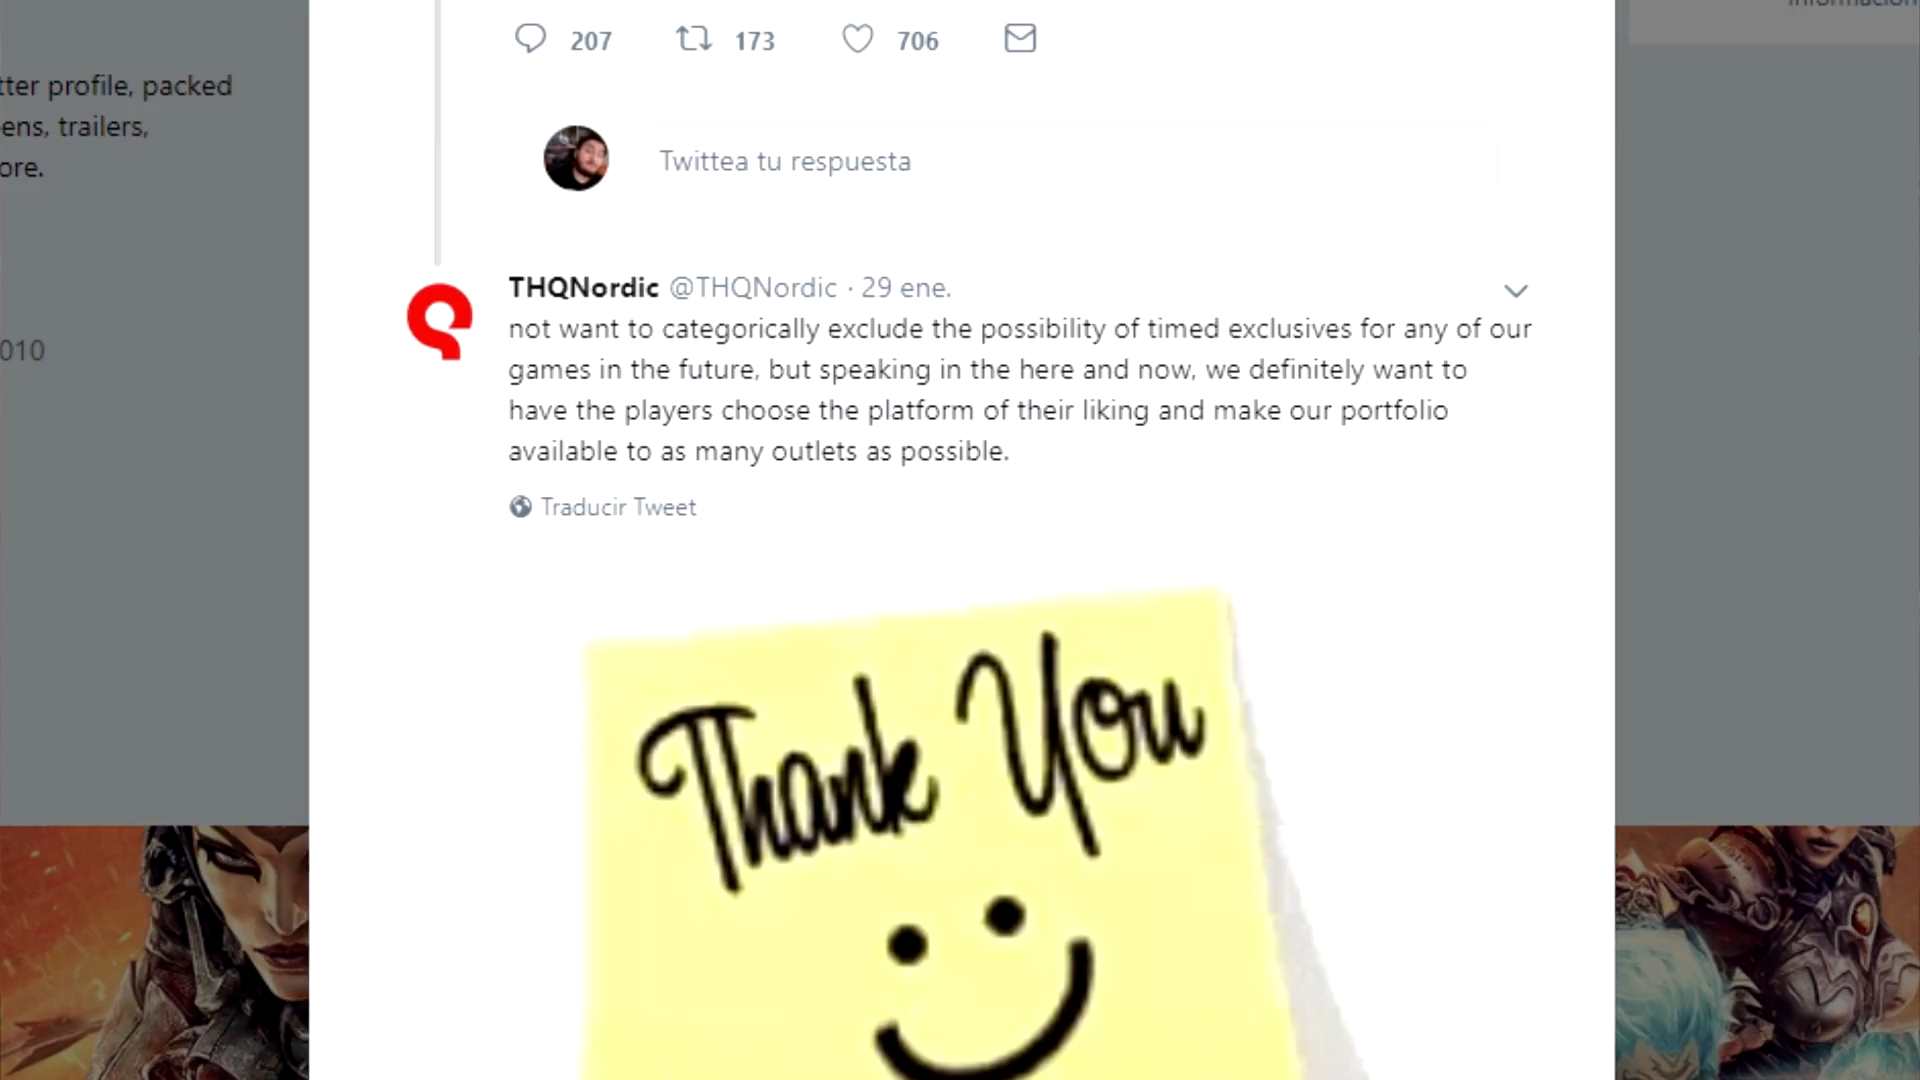 207 173 706
tter profile, packed
ens, trailers,
ore.
Twittea tu respuesta
THQNordic @THQNordic · 29 ene.
not want to categorically exclude the possibility of timed exclusives for any of our
games in the future, but speaking in the here and now, we definitely want to
have the players choose the platform of their liking and make our portfolio
available to as many outlets as possible.
010
Traducir Tweet
Thank You